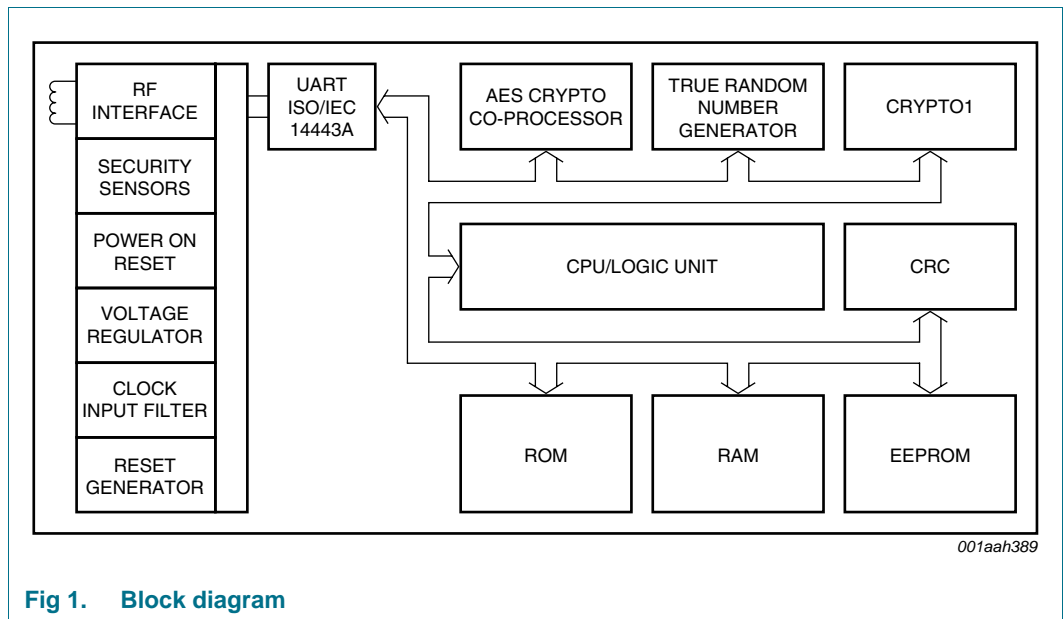 RF
INTERFACE
SECURITY
SENSORS
POWER ON
RESET
VOLTAGE
REGULATOR
CLOCK
INPUT FILTER
RESET
GENERATOR
UART
ISO/IEC
14443A
AES CRYPTO
CO-PROCESSOR
TRUE RANDOM
NUMBER
GENERATOR
CRYPTO1
CPU/LOGIC UNIT
CRC
ROM
RAM
EEPROM
001aah389
Fig 1. Block diagram